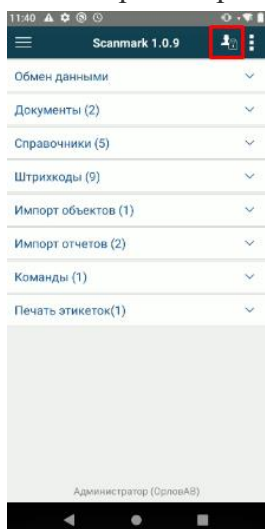 11:40
Scanmark 1.0.9
Обмен данными
Документы (2)
Справочники (5)
Штрихкоды (9)
Импорт объектов (1)
Импорт отчетов (2)
Команды (1)
Печать этикеток(1)
Администратор (ОрловАВ)